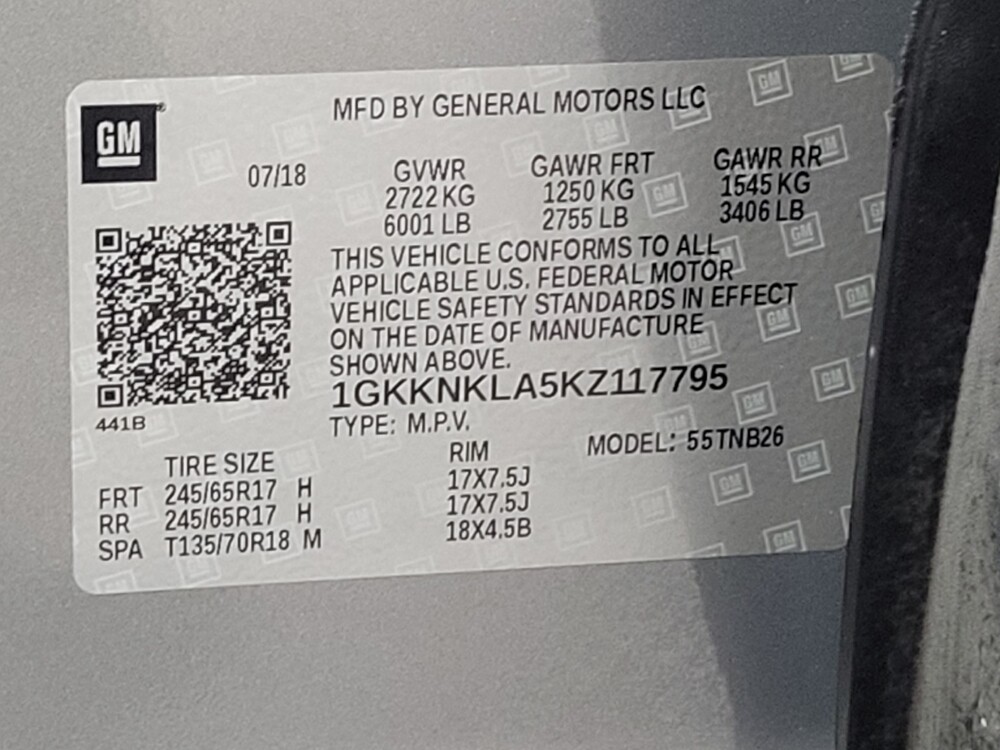 GM
MFD BY GENERAL MOTORS LLC
07/18
GVWR
2722 KG
6001 LB
GAWR FRT
1250 KG
2755 LB
GAWR RR
1545 KG
3406 LB
THIS VEHICLE CONFORMS TO ALL
APPLICABLE U.S. FEDERAL MOTOR
VEHICLE SAFETY STANDARDS IN EFFECT
ON THE DATE OF MANUFACTURE
SHOWN ABOVE.
1GKKNKLA5KZ117795
441B
TYPE: M.P.V.
MODEL: 55TNB26
TIRE SIZE RIM
FRT 245/65R17 H 17X7.5J
RR 245/65R17 H 17X7.5J
SPA T135/70R18 M 18X4.5B